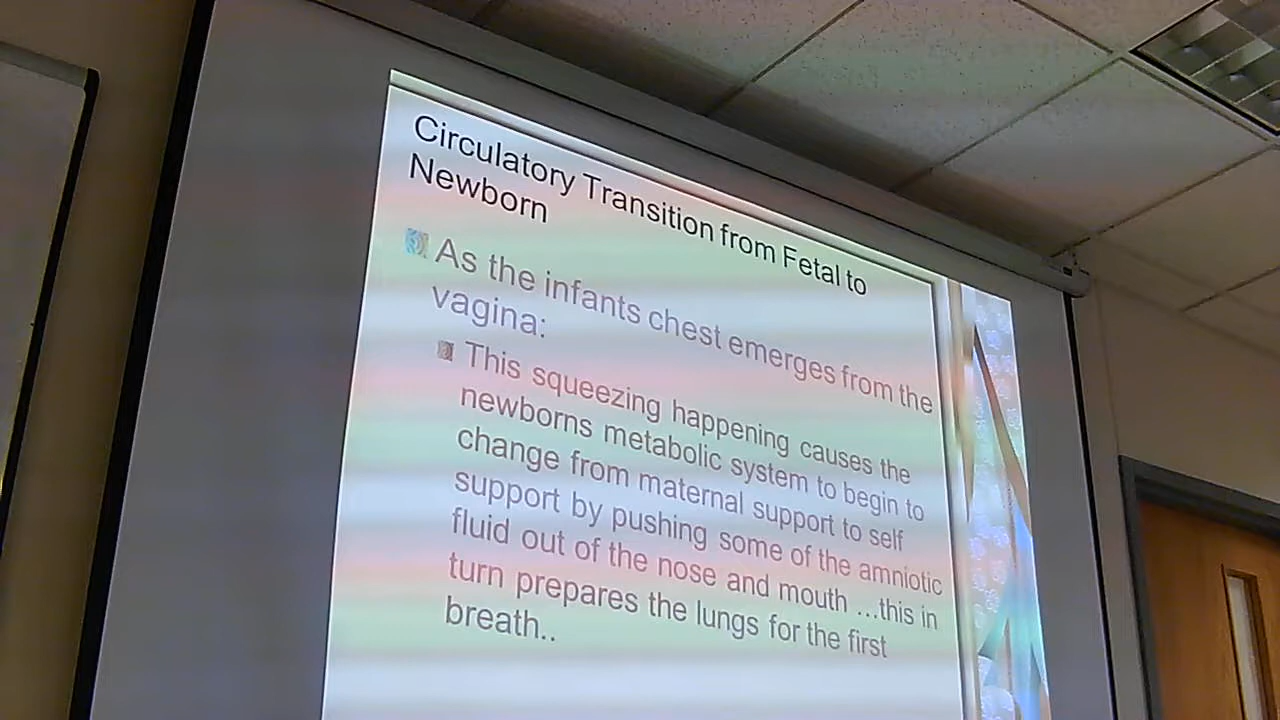 Circulatory Transition from Fetal to
Newborn
As the infants chest emerges from the
vagina:
This squeezing happening causes the
newborns metabolic system to begin to
change from maternal support to self
support by pushing some of the amniotic
fluid out of the nose and mouth ...this in
turn prepares the lungs for the first
breath..